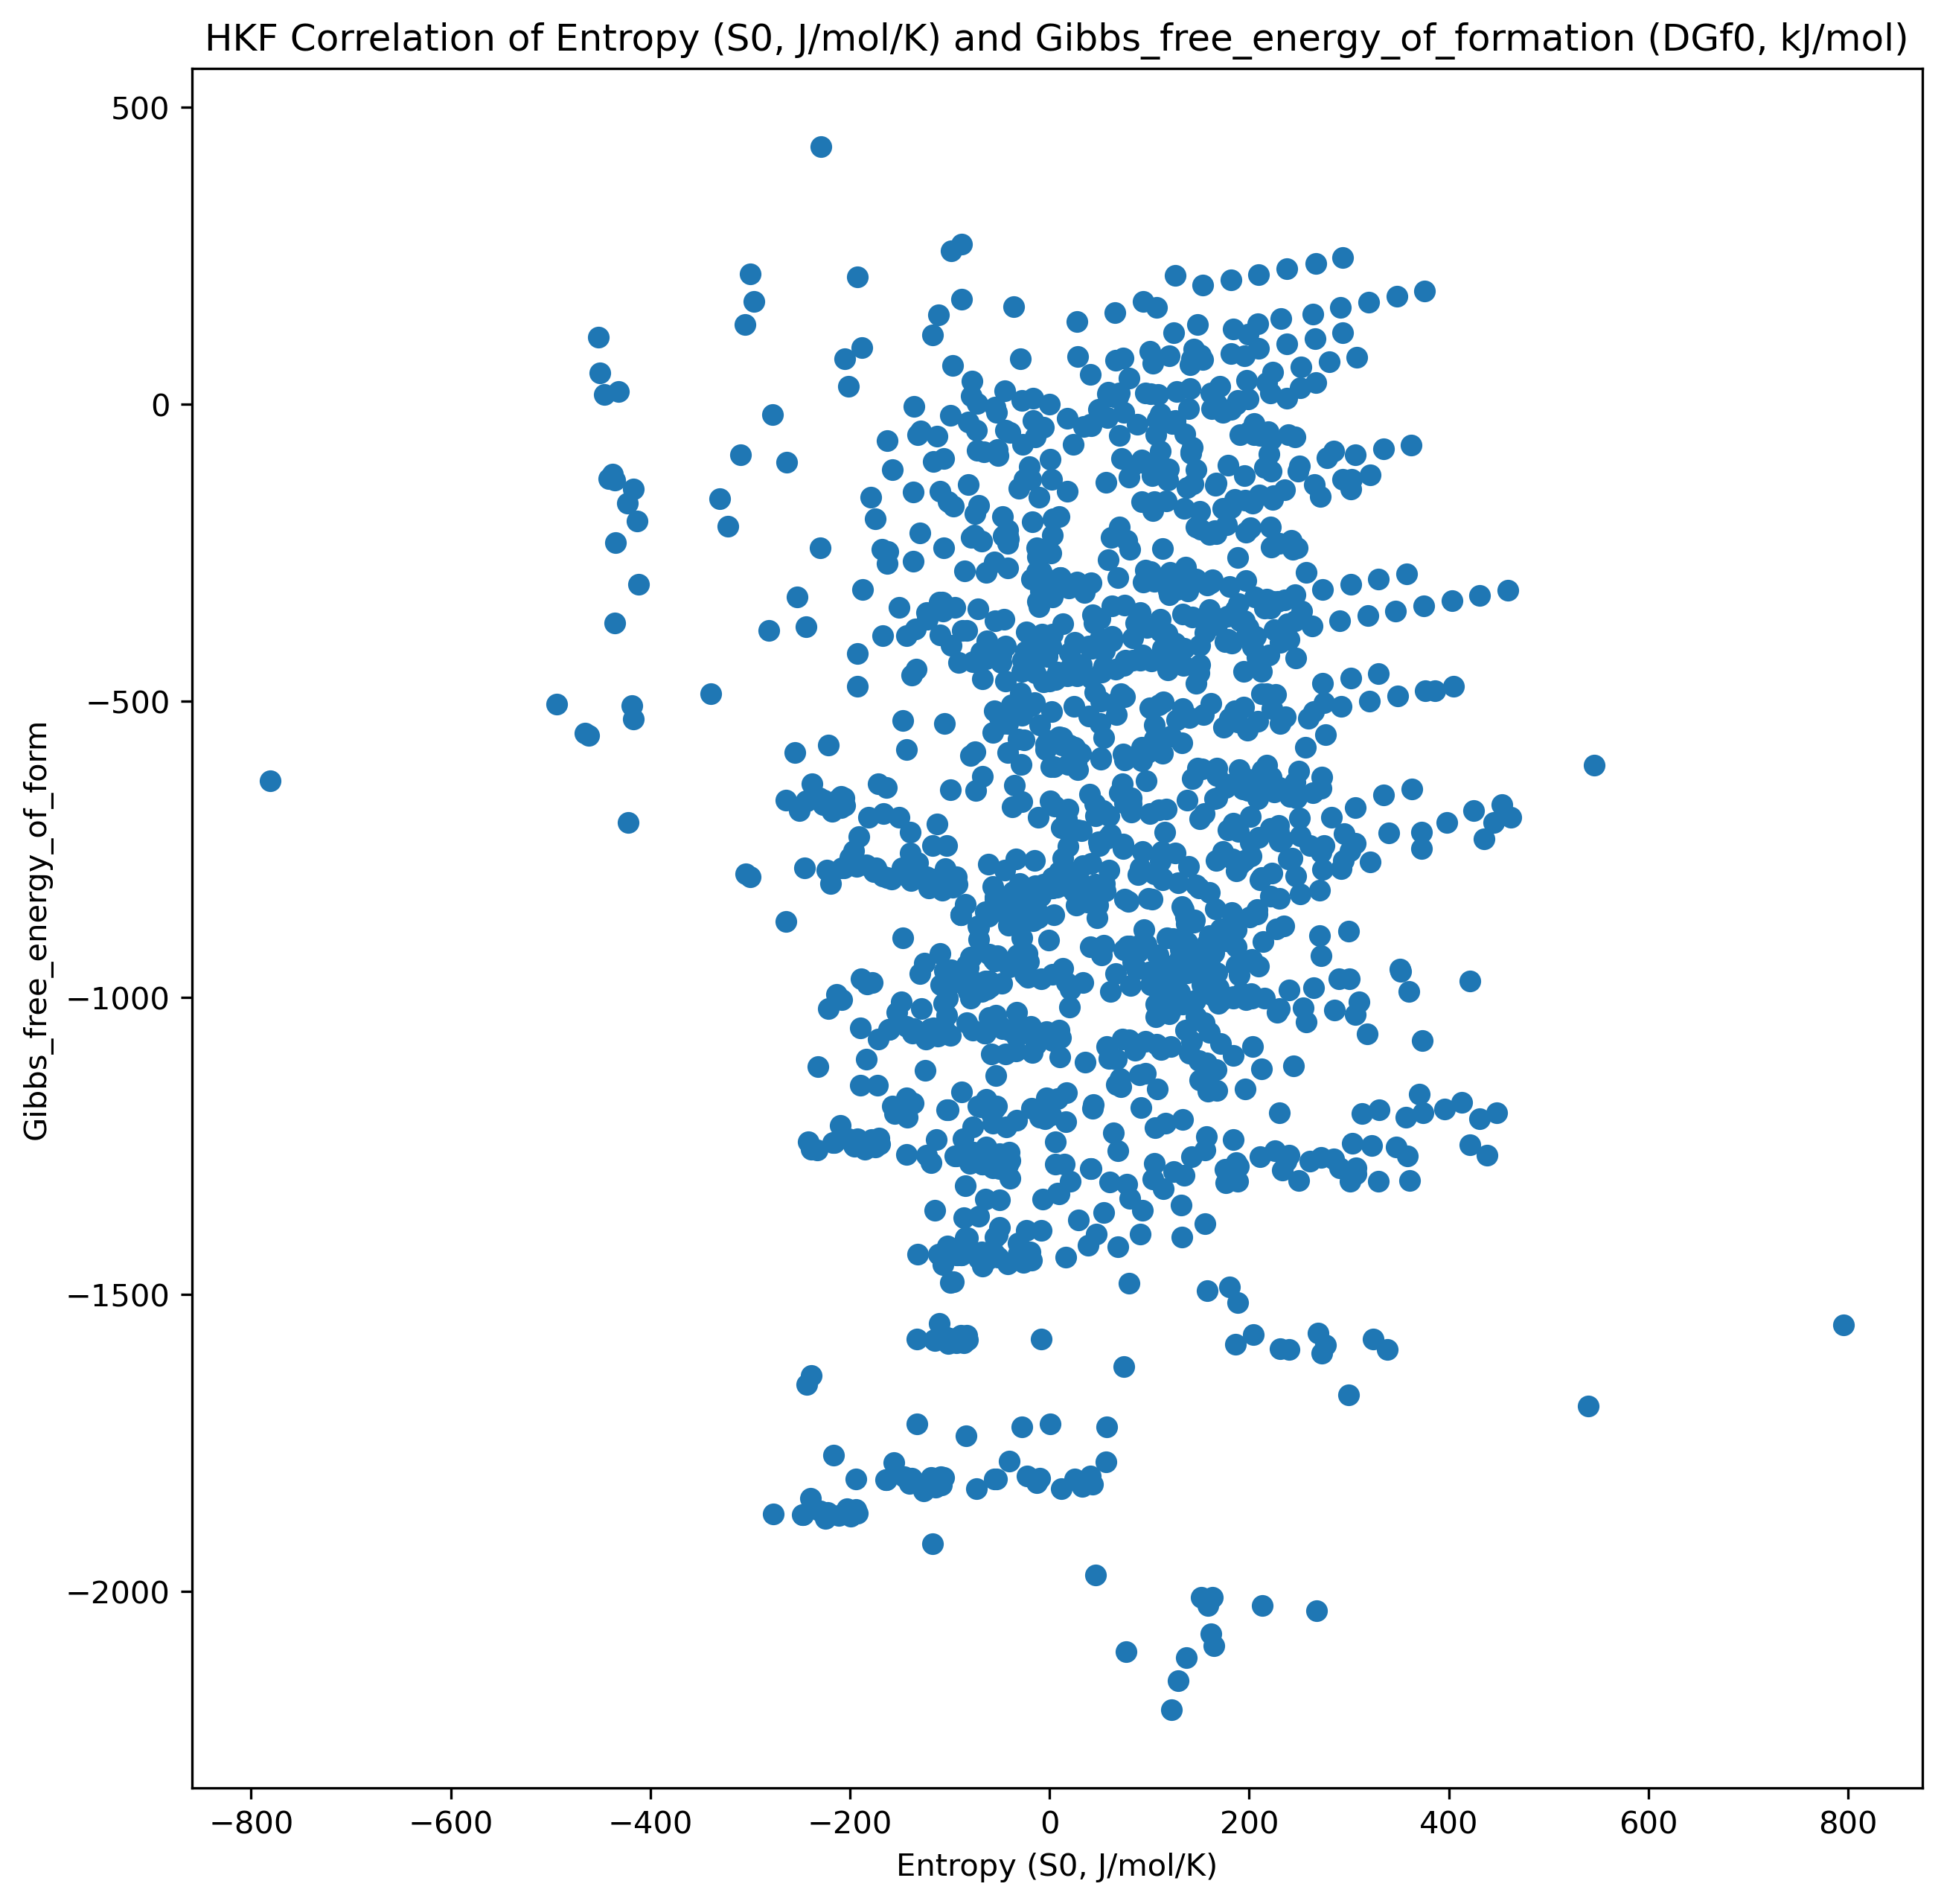 HKF Correlation of Entropy (S0, J/mol/K) and Gibbs_free_energy_of_formation (DGf0, kJ/mol)
Gibbs_free_energy_of_form
500
0
−500
−1000
−1500
−2000
−800 −600 −400 −200 0 200 400 600 800
Entropy (S0, J/mol/K)